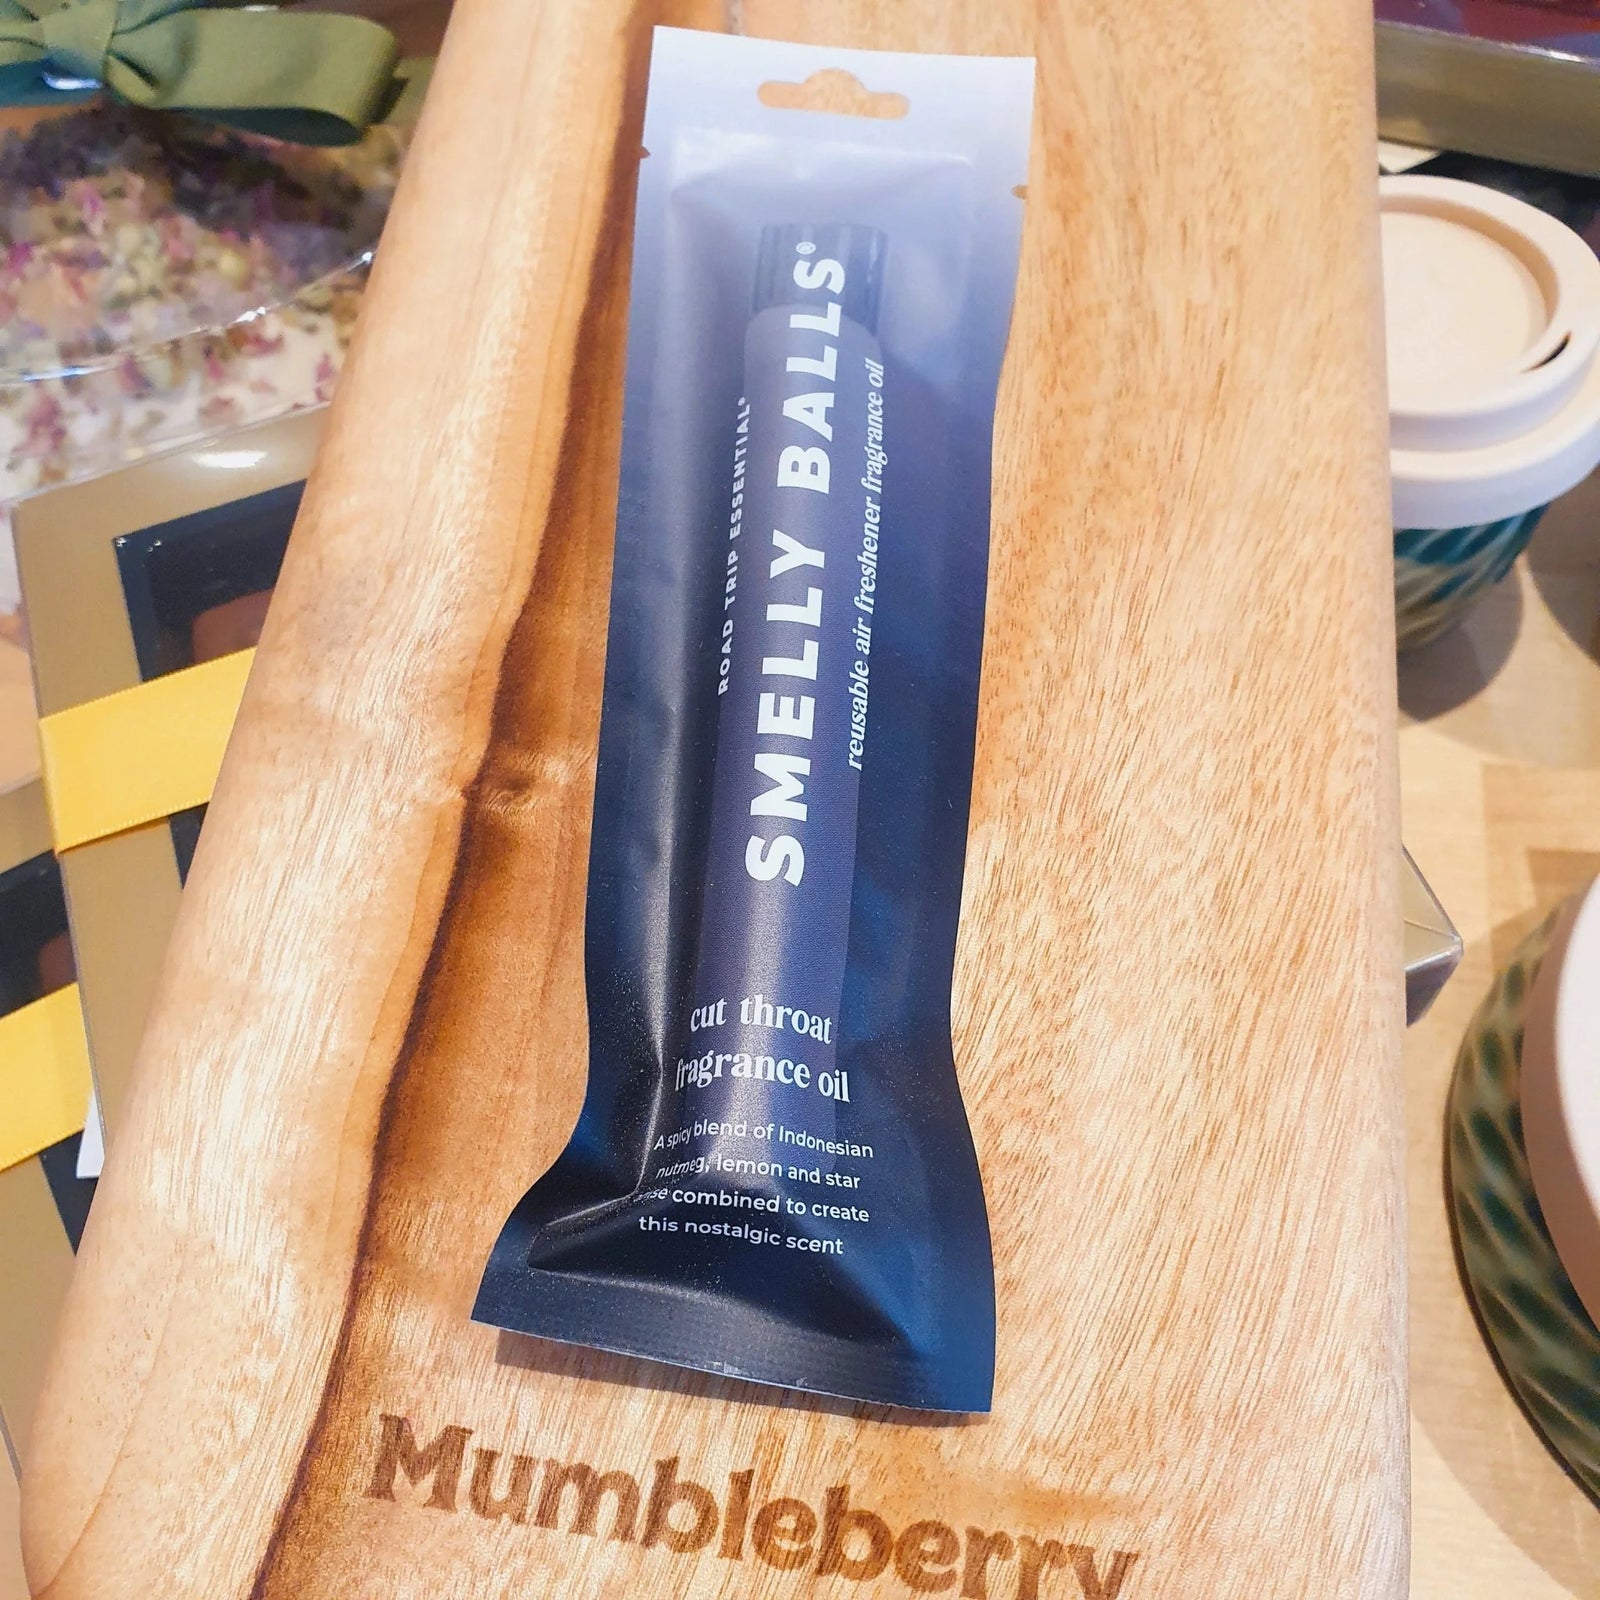 ROAD TRIP ESSENTIAL®
SMELLY BALLS®
reusable air freshener fragrance oil
cut throat
fragrance oil
A spicy blend of Indonesian
nutmeg, lemon and star
combined to create
this nostalgic scent
Mumbleberry